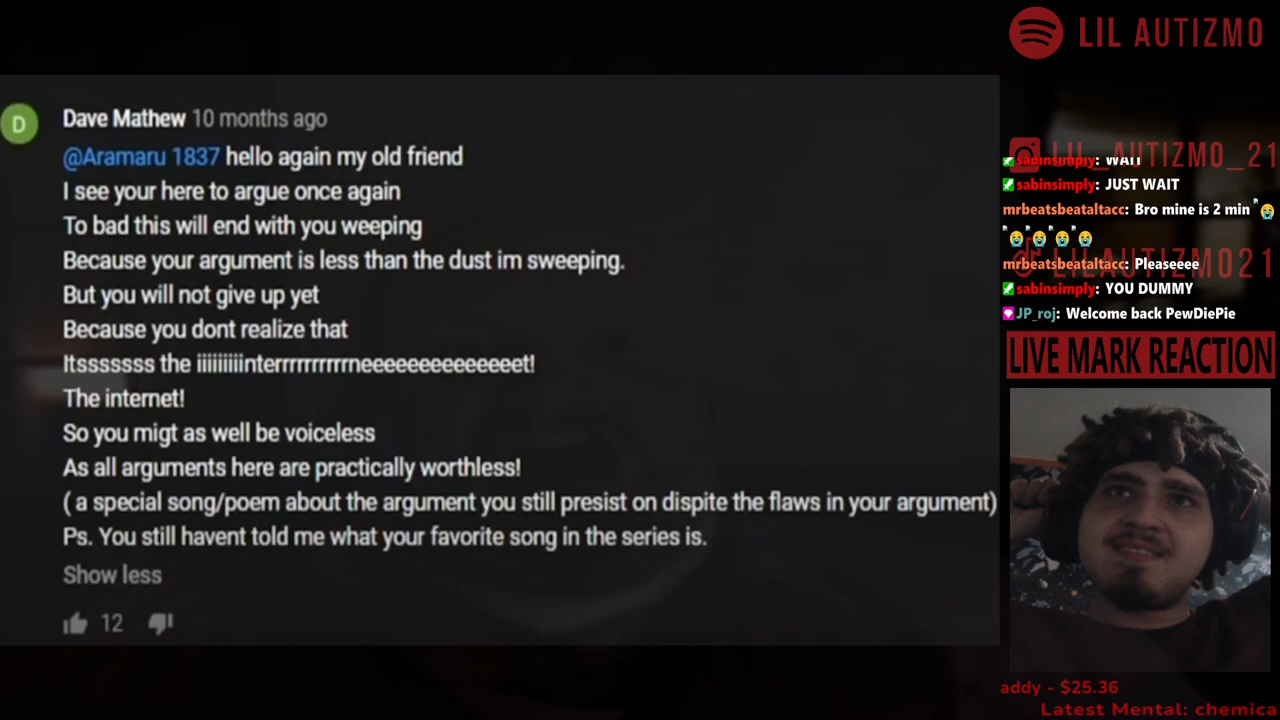 LIL AUTIZMO
D
Dave Mathew 10 months ago
@Aramaru 1837 hello again my old friend
I see your here to argue once again
To bad this will end with you weeping
Because your argument is less than the dust im sweeping.
But you will not give up yet
Because you dont realize that
Itsssssss the iiiiiiiiinterrrrrrrrrrneeeeeeeeeeeeeet!
The internet!
So you migt as well be voiceless
As all arguments here are practically worthless!
( a special song/poem about the argument you still presist on dispite the flaws in your argument)
Ps. You still havent told me what your favorite song in the series is.
Show less
12
LIL_AUTIZMO_21
sabinsimply: WAIT
sabinsimply: JUST WAIT
mrbeatsbeataltacc: Bro mine is 2 min 😭
😭😭😭😭
LILAUTIZMO21
mrbeatsbeataltacc: Pleaseeee
sabinsimply: YOU DUMMY
JP_roj: Welcome back PewDiePie
LIVE MARK REACTION
addy - $25.36
Latest Mental: chemica